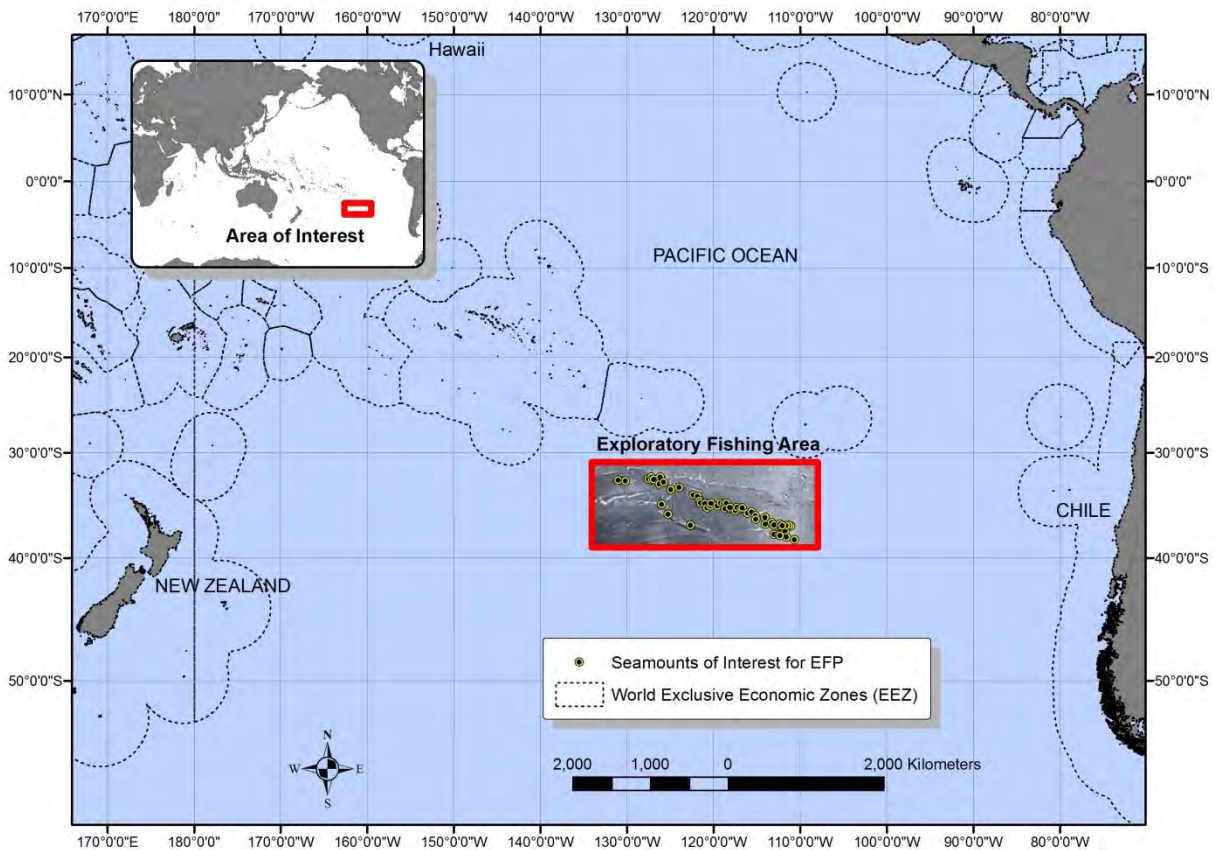 170°0'0"E 180°0'0" 170°0'0"W 160°0'0"W 150°0'0"W 140°0'0"W 130°0'0"W 120°0'0"W 110°0'0"W 100°0'0"W 90°0'0"W 80°0'0"W
Hawaii
10°0'0"N 10°0'0"N
0°0'0" 0°0'0"
Area of Interest
PACIFIC OCEAN
10°0'0"S 10°0'0"S
20°0'0"S 20°0'0"S
Exploratory Fishing Area
30°0'0"S 30°0'0"S
CHILE
40°0'0"S 40°0'0"S
NEW ZEALAND
Seamounts of Interest for EFP
World Exclusive Economic Zones (EEZ)
50°0'0"S 50°0'0"S
N
W E
S
2,000 1,000 0 2,000 Kilometers
170°0'0"E 180°0'0" 170°0'0"W 160°0'0"W 150°0'0"W 140°0'0"W 130°0'0"W 120°0'0"W 110°0'0"W 100°0'0"W 90°0'0"W 80°0'0"W